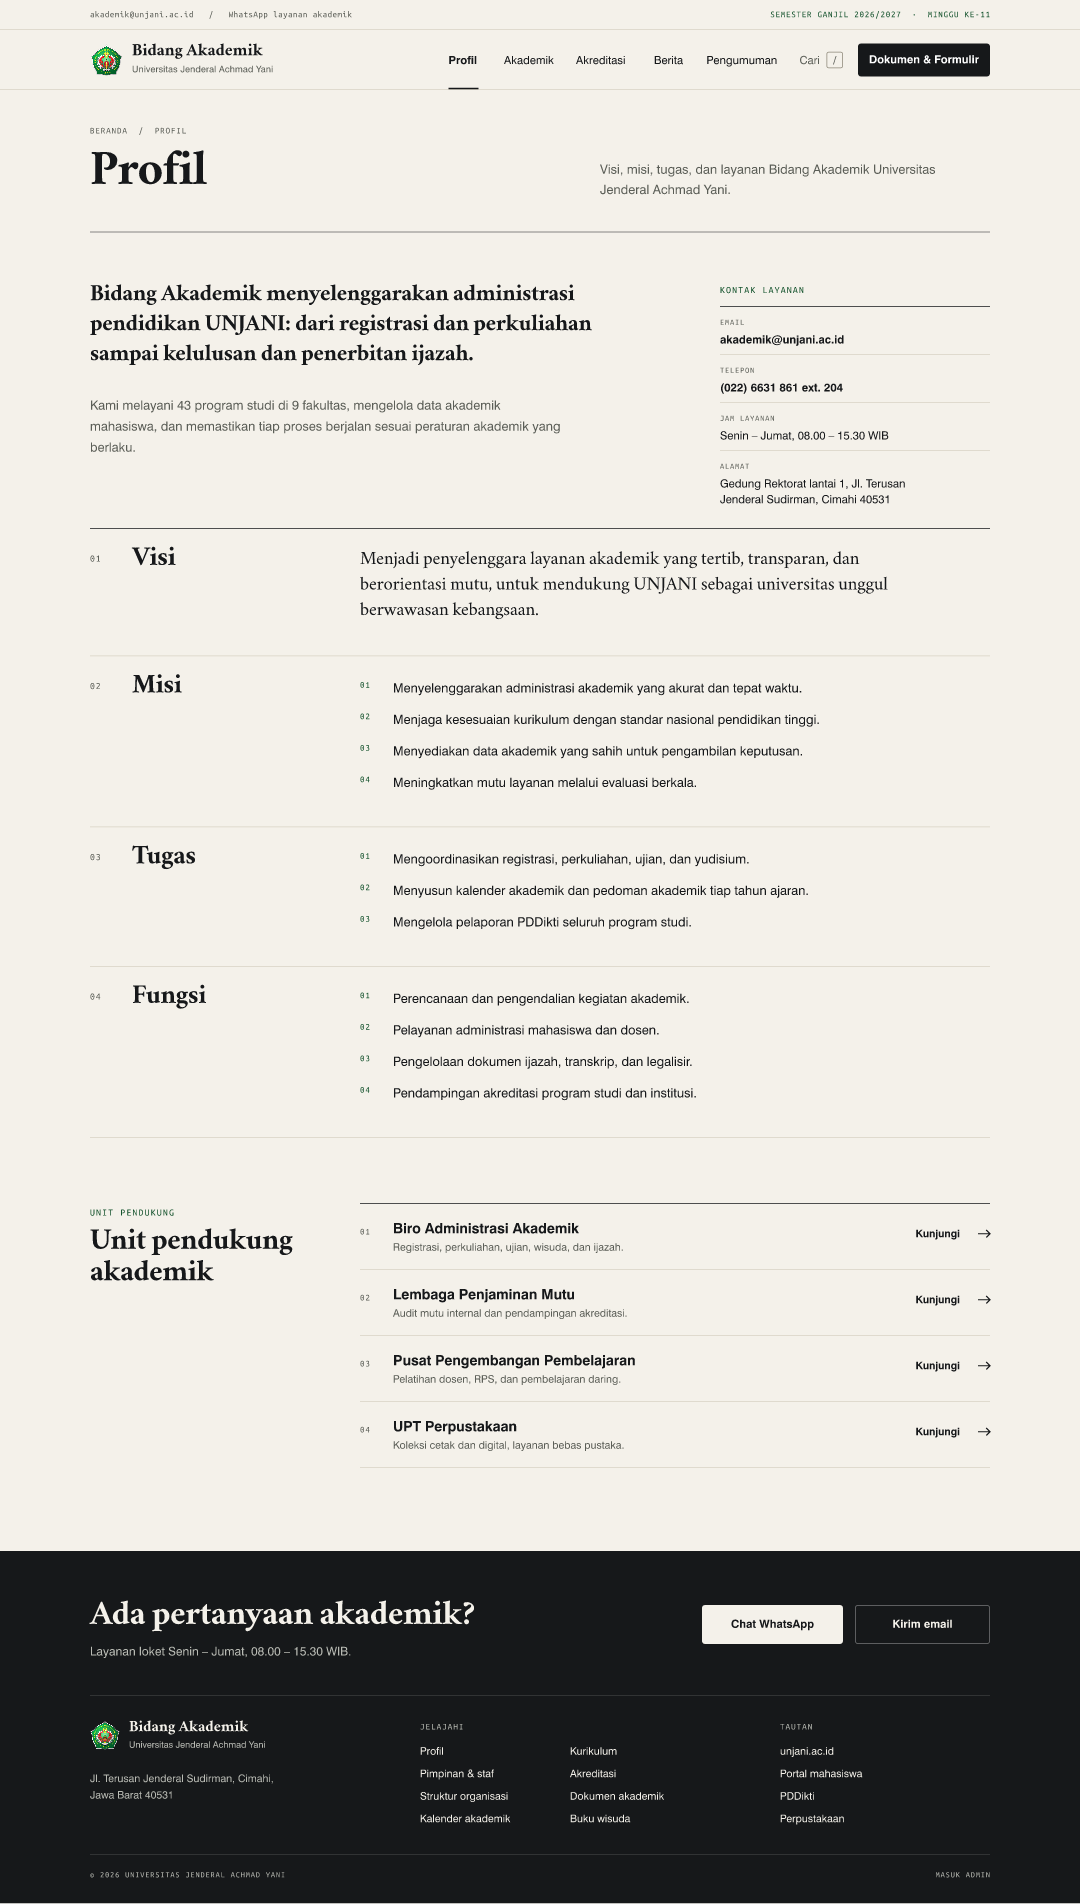 akademik@unjani.ac.id / WhatsApp layanan akademik
SEMESTER GANJIL 2026/2027 · MINGGU KE-11
Bidang Akademik
Universitas Jenderal Achmad Yani
Profil Akademik Akreditasi Berita Pengumuman Cari / Dokumen & Formulir
BERANDA / PROFIL
Profil
Visi, misi, tugas, dan layanan Bidang Akademik Universitas
Jenderal Achmad Yani.
Bidang Akademik menyelenggarakan administrasi
pendidikan UNJANI: dari registrasi dan perkuliahan
sampai kelulusan dan penerbitan ijazah.
Kami melayani 43 program studi di 9 fakultas, mengelola data akademik
mahasiswa, dan memastikan tiap proses berjalan sesuai peraturan akademik yang
berlaku.
KONTAK LAYANAN
EMAIL
akademik@unjani.ac.id
TELEPON
(022) 6631 861 ext. 204
JAM LAYANAN
Senin – Jumat, 08.00 – 15.30 WIB
ALAMAT
Gedung Rektorat lantai 1, Jl. Terusan
Jenderal Sudirman, Cimahi 40531
01 Visi
Menjadi penyelenggara layanan akademik yang tertib, transparan, dan
berorientasi mutu, untuk mendukung UNJANI sebagai universitas unggul
berwawasan kebangsaan.
02 Misi
01 Menyelenggarakan administrasi akademik yang akurat dan tepat waktu.
02 Menjaga kesesuaian kurikulum dengan standar nasional pendidikan tinggi.
03 Menyediakan data akademik yang sahih untuk pengambilan keputusan.
04 Meningkatkan mutu layanan melalui evaluasi berkala.
03 Tugas
01 Mengoordinasikan registrasi, perkuliahan, ujian, dan yudisium.
02 Menyusun kalender akademik dan pedoman akademik tiap tahun ajaran.
03 Mengelola pelaporan PDDikti seluruh program studi.
04 Fungsi
01 Perencanaan dan pengendalian kegiatan akademik.
02 Pelayanan administrasi mahasiswa dan dosen.
03 Pengelolaan dokumen ijazah, transkrip, dan legalisir.
04 Pendampingan akreditasi program studi dan institusi.
UNIT PENDUKUNG
Unit pendukung
akademik
01 Biro Administrasi Akademik
Registrasi, perkuliahan, ujian, wisuda, dan ijazah.
Kunjungi →
02 Lembaga Penjaminan Mutu
Audit mutu internal dan pendampingan akreditasi.
Kunjungi →
03 Pusat Pengembangan Pembelajaran
Pelatihan dosen, RPS, dan pembelajaran daring.
Kunjungi →
04 UPT Perpustakaan
Koleksi cetak dan digital, layanan bebas pustaka.
Kunjungi →
Ada pertanyaan akademik?
Layanan loket Senin – Jumat, 08.00 – 15.30 WIB.
Chat WhatsApp
Kirim email
Bidang Akademik
Universitas Jenderal Achmad Yani
Jl. Terusan Jenderal Sudirman, Cimahi,
Jawa Barat 40531
JELAJAHI
Profil
Pimpinan & staf
Struktur organisasi
Kalender akademik
Kurikulum
Akreditasi
Dokumen akademik
Buku wisuda
TAUTAN
unjani.ac.id
Portal mahasiswa
PDDikti
Perpustakaan
© 2026 UNIVERSITAS JENDERAL ACHMAD YANI
MASUK ADMIN